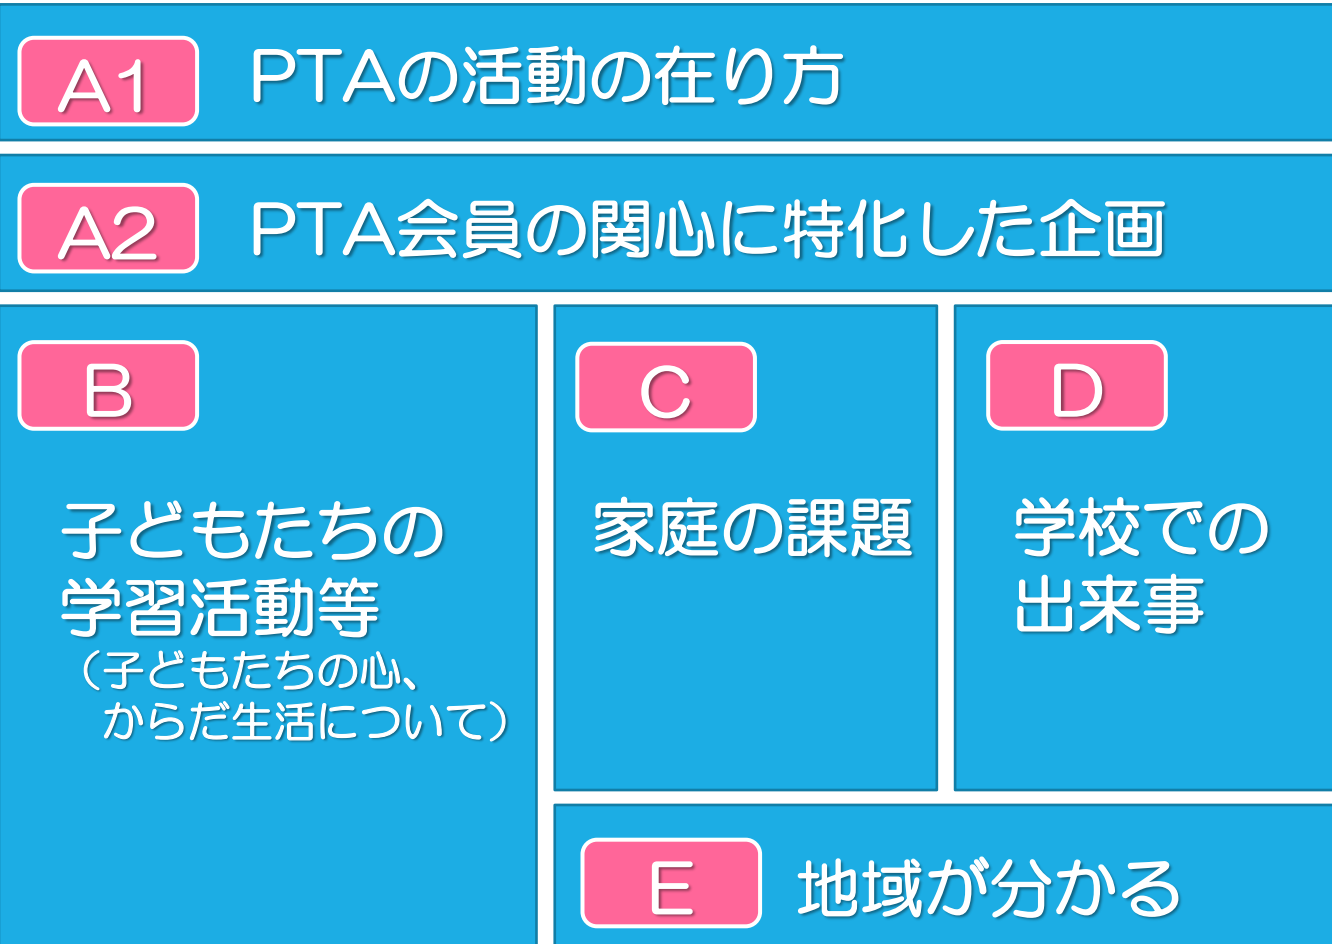 A1
PTAの活動の在り方
A2
PTA会員の関心に特化した企画
B
子どもたちの
学習活動等
（子どもたちの心、
からだ生活について）
C
家庭の課題
D
学校での
出来事
E
地域が分かる